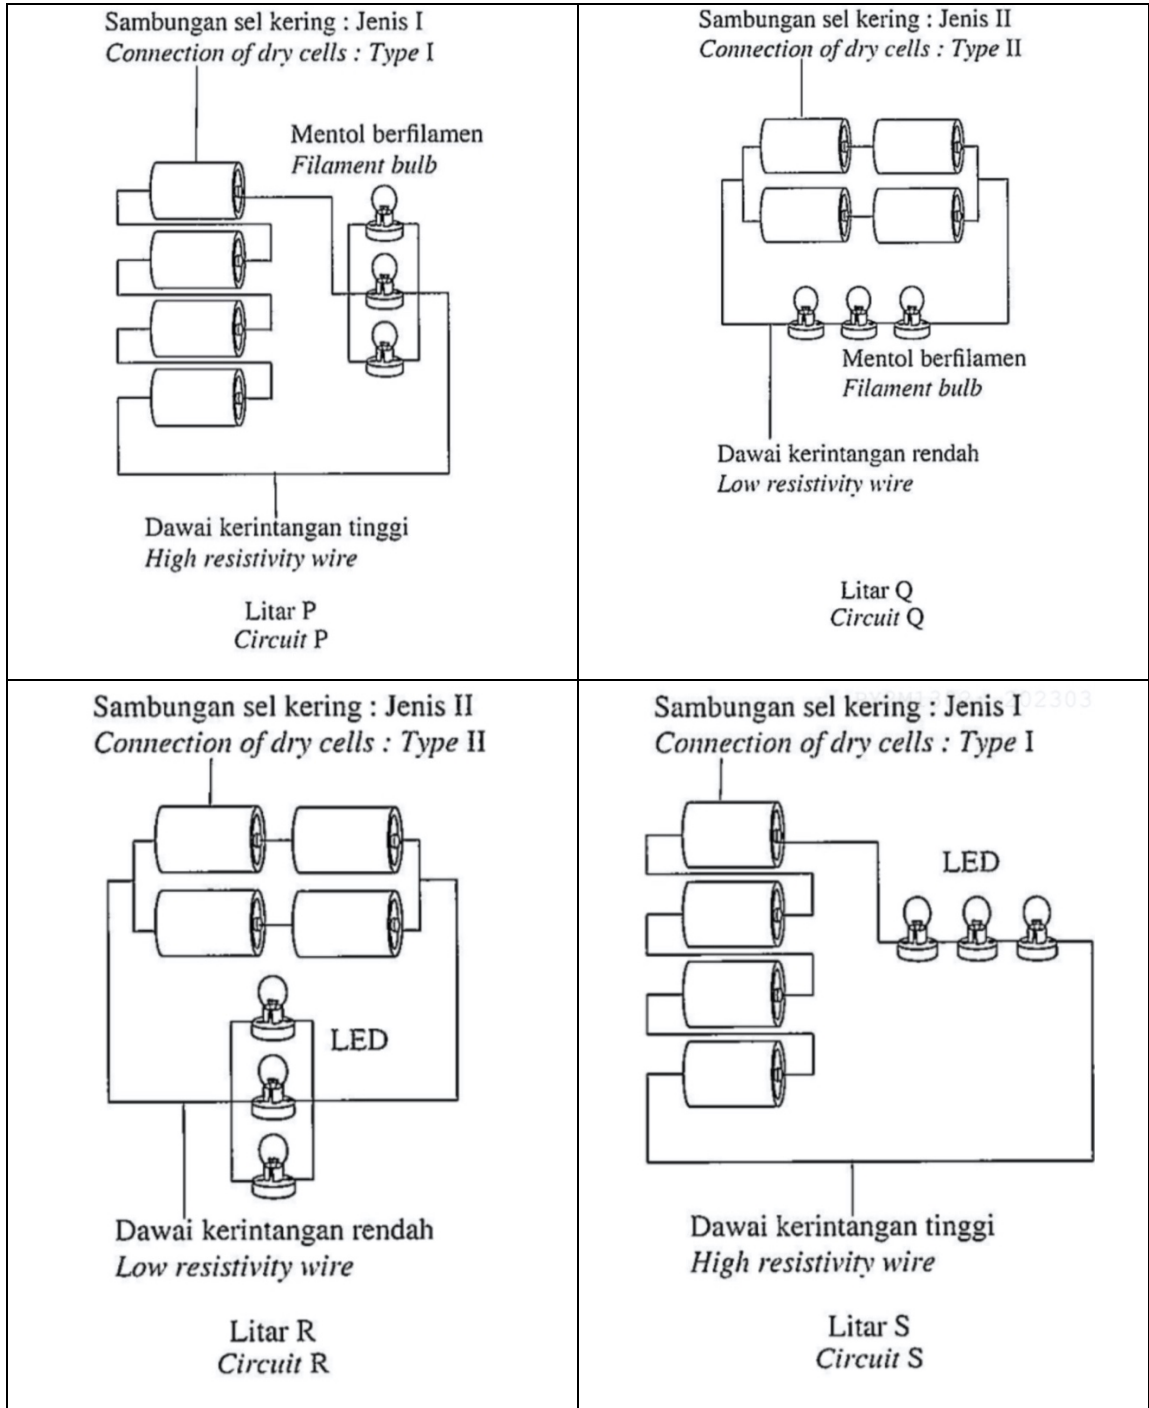 Sambungan sel kering : Jenis I
Connection of dry cells : Type I
Mentol berfilamen
Filament bulb
Dawai kerintangan tinggi
High resistivity wire
Litar P
Circuit P
Sambungan sel kering : Jenis II
Connection of dry cells : Type II
Mentol berfilamen
Filament bulb
Dawai kerintangan rendah
Low resistivity wire
Litar Q
Circuit Q
Sambungan sel kering : Jenis II
Connection of dry cells : Type II
LED
Dawai kerintangan rendah
Low resistivity wire
Litar R
Circuit R
Sambungan sel kering : Jenis I
Connection of dry cells : Type I
LED
Dawai kerintangan tinggi
High resistivity wire
Litar S
Circuit S